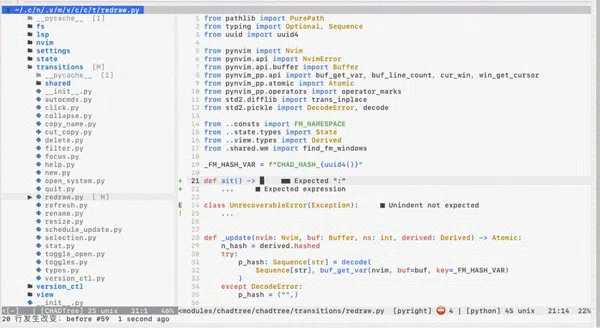 ~/.c/n/.v/m/v/c/c/t/redraw.py
__pycache__ [I]
fs
lsp
nvim
settings
state
transitions [ M]
__pycache__ [I]
shared
__init__.py
autocmds.py
click.py
collapse.py
copy_name.py
cut_copy.py
delete.py
filter.py
focus.py
help.py
new.py
open_system.py
quit.py
redraw.py [ M]
refresh.py
rename.py
resize.py
schedule_update.py
selection.py
stat.py
toggle_open.py
toggles.py
types.py
version_ctl.py
version_ctl
view
__init__.py
<[-] [CHADTree] 2S unix 31:1 46%
20 行发生改变: before #59 1 second ago
1 from pathlib import PurePath
2 from typing import Optional, Sequence
3 from uuid import uuid4
4
5 from pynvim import Nvim
6 from pynvim.api import NvimError
7 from pynvim.api.buffer import Buffer
8 from pynvim_pp.api import buf_get_var, buf_line_count, cur_win, win_get_cursor
9 from pynvim_pp.atomic import Atomic
10 from pynvim_pp.operators import operator_marks
11 from std2.difflib import trans_inplace
12 from std2.pickle import DecodeError, decode
13
14 from ..consts import FM_NAMESPACE
15 from ..state.types import State
16 from ..view.types import Derived
17 from .shared.wm import find_fm_windows
18
19 _FM_HASH_VAR = f"CHAD_HASH_{uuid4()}"
20
+ 21 def ait() -> ■■ Expected ":"
+ 22 ... ■ Expected expression
23
E 24 class UnrecoverableError(Exception): ■ Unindent not expected
! 25 ...
26
27
28 def _update(nvim: Nvim, buf: Buffer, ns: int, derived: Derived) -> Atomic:
29 n_hash = derived.hashed
30 try:
31 p_hash: Sequence[str] = decode(
32 Sequence[str], buf_get_var(nvim, buf=buf, key=_FM_HASH_VAR)
33 )
34 except DecodeError:
35 p_hash = ("",)
<modules/chadtree/chadtree/transitions/redraw.py [pyright] ⛔ 4 | [python] 4S unix 21:14 22%